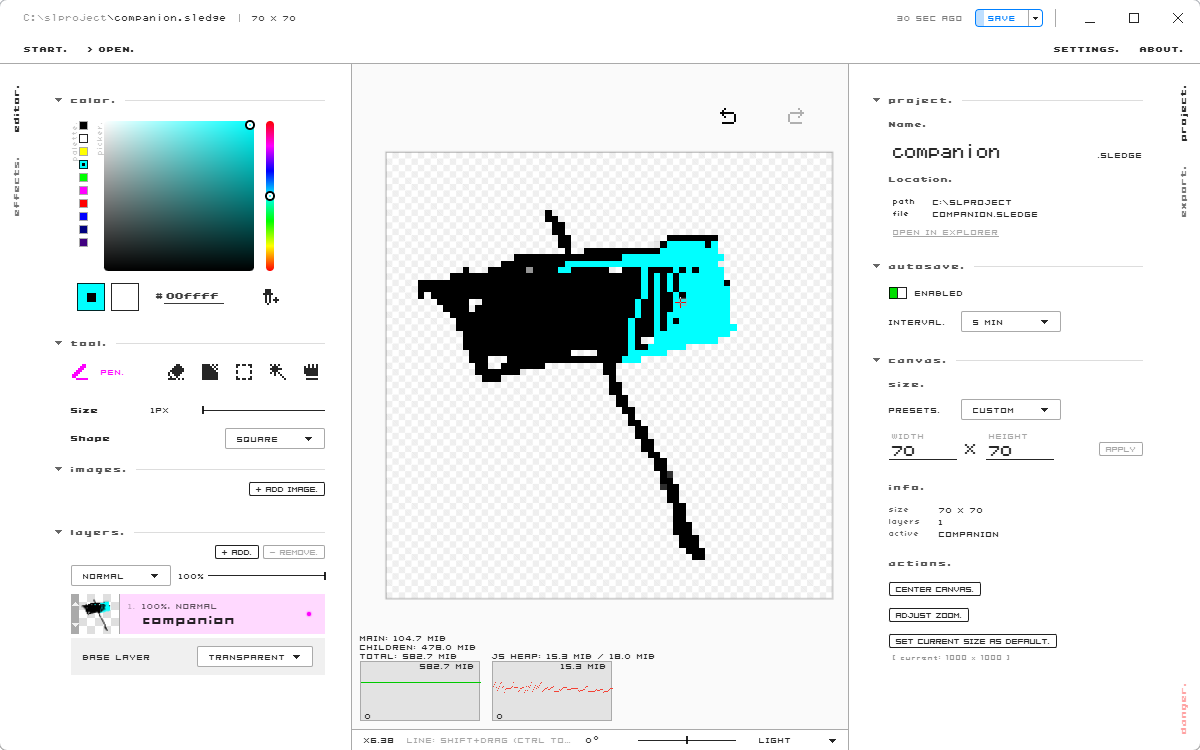 C:\slproject\companion.sledge | 70 x 70
30 SEC AGO
SAVE
START.
> OPEN.
SETTINGS.
ABOUT.
editor.
effects.
color.
palette.
picker.
#00ffff
tool.
PEN.
Size
1PX
Shape
SQUARE
images.
+ ADD IMAGE.
layers.
+ ADD.
- REMOVE.
NORMAL
100%
1. 100%, NORMAL
companion
BASE LAYER
TRANSPARENT
MAIN: 104.7 MIB
CHILDREN: 478.0 MIB
TOTAL: 582.7 MIB
582.7 MIB
0
JS HEAP: 15.3 MIB / 18.0 MIB
15.3 MIB
0
x6.38
LINE: SHIFT+DRAG (CTRL TO...
0°
LIGHT
project.
Name.
companion
.SLEDGE
Location.
path C:\SLPROJECT
file COMPANION.SLEDGE
OPEN IN EXPLORER
autosave.
ENABLED
INTERVAL.
5 MIN
canvas.
size.
PRESETS.
CUSTOM
WIDTH
70
X
HEIGHT
70
APPLY
info.
size 70 X 70
layers 1
active COMPANION
actions.
CENTER CANVAS.
ADJUST ZOOM.
SET CURRENT SIZE AS DEFAULT.
[ current: 1000 x 1000 ]
project.
export.
danger.